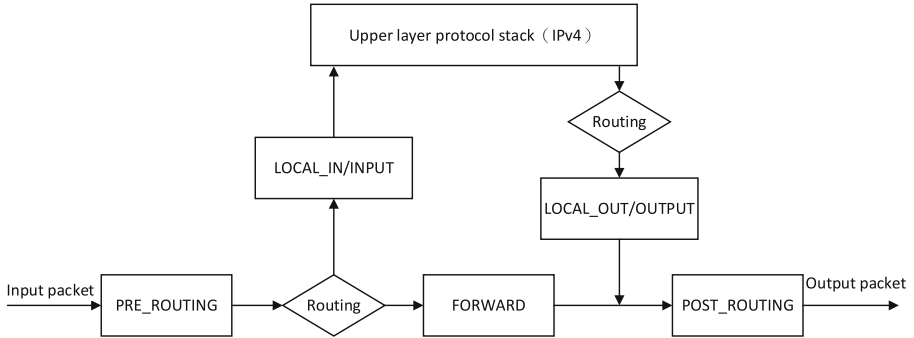 Upper layer protocol stack（IPv4）
Routing
LOCAL_IN/INPUT
LOCAL_OUT/OUTPUT
Input packet
PRE_ROUTING
Routing
FORWARD
POST_ROUTING
Output packet